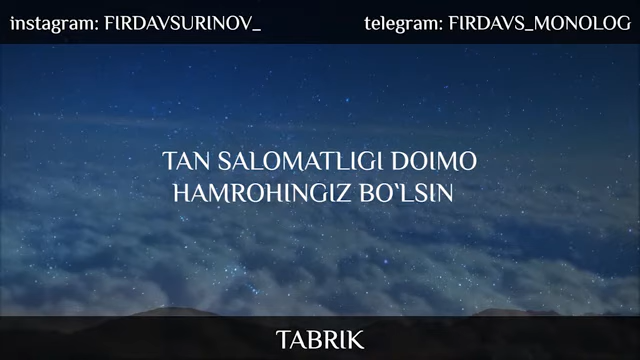 instagram: FIRDAVSURINOV_ telegram: FIRDAVS_MONOLOG
TAN SALOMATLIGI DOIMO
HAMROHINGIZ BO‘LSIN
TABRIK